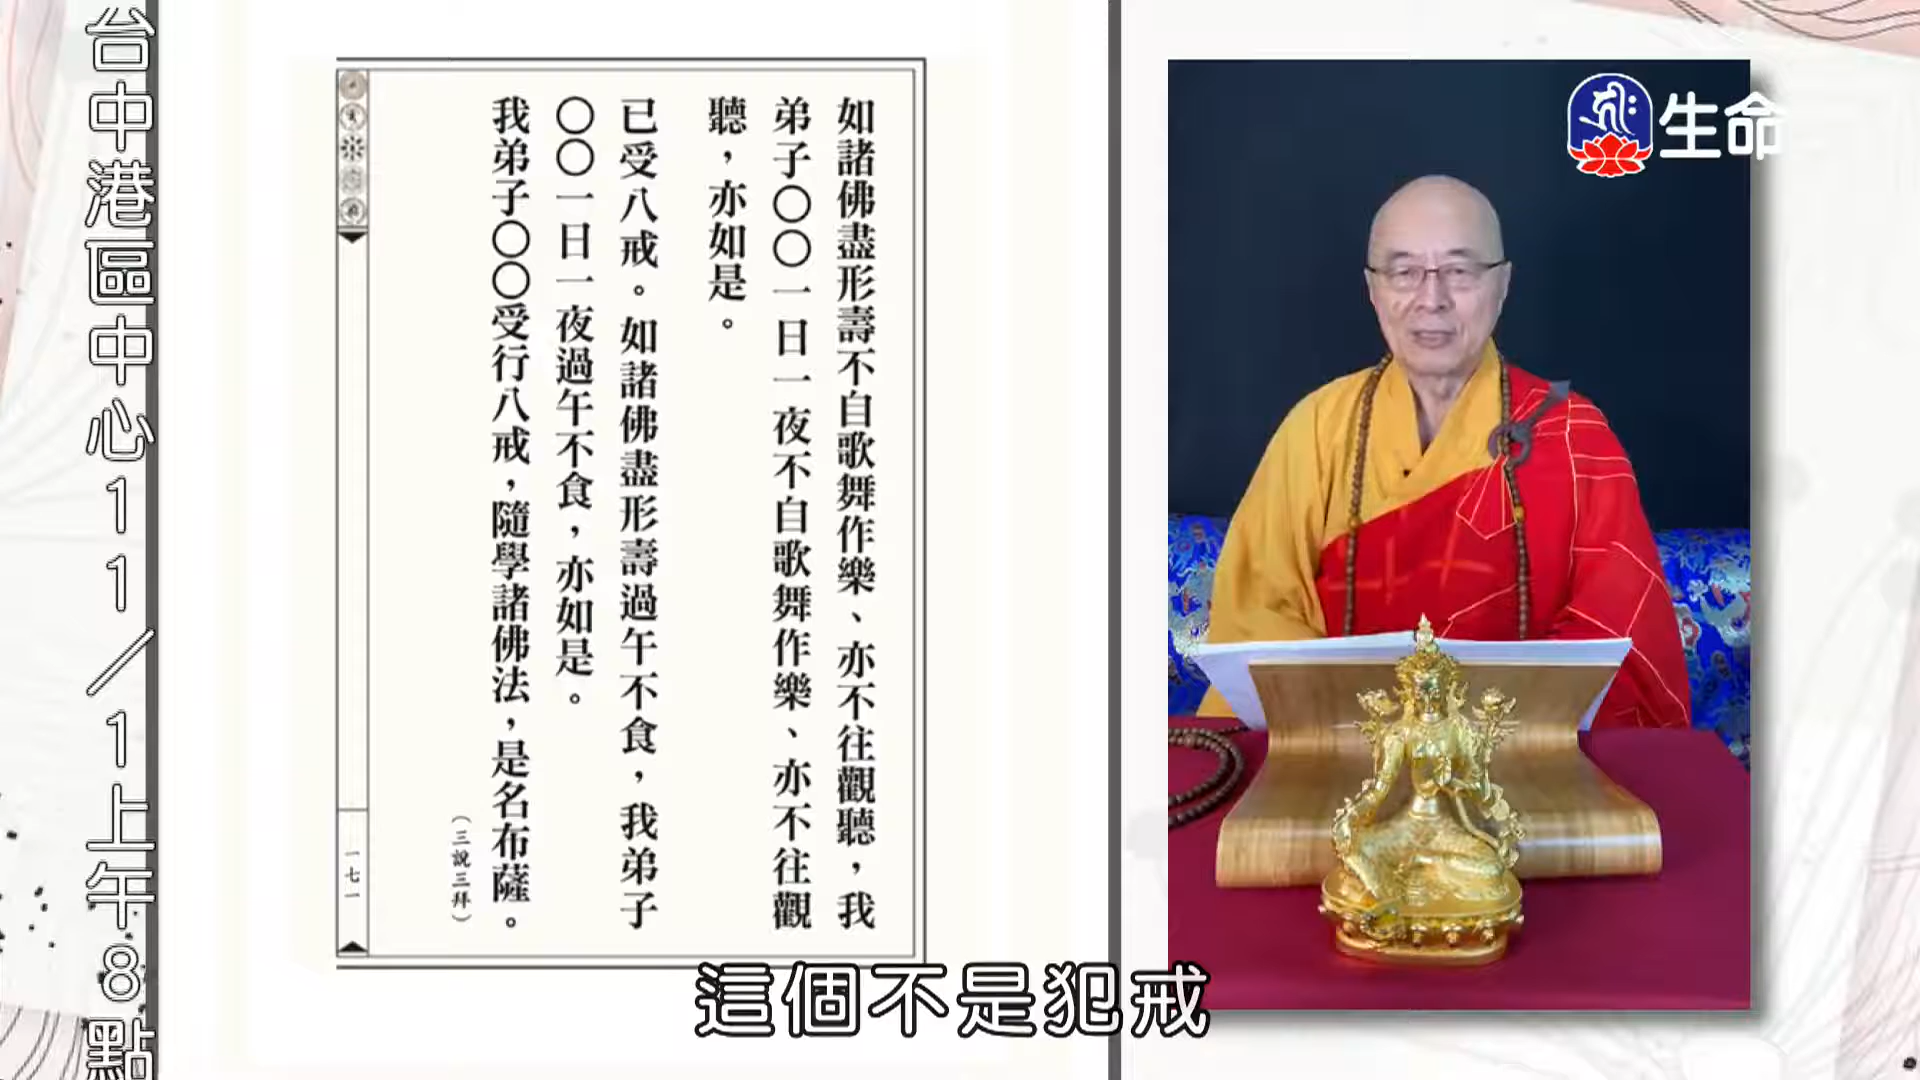 台中港區中心11/1上午8點
如諸佛盡形壽不自歌舞作樂、亦不往觀聽，我
弟子〇〇一日一夜不自歌舞作樂、亦不往觀
聽，亦如是。
已受八戒。如諸佛盡形壽過午不食，我弟子
〇〇一日一夜過午不食，亦如是。
我弟子〇〇受行八戒，隨學諸佛法，是名布薩。
（三說三拜）
一七一
生命
這個不是犯戒